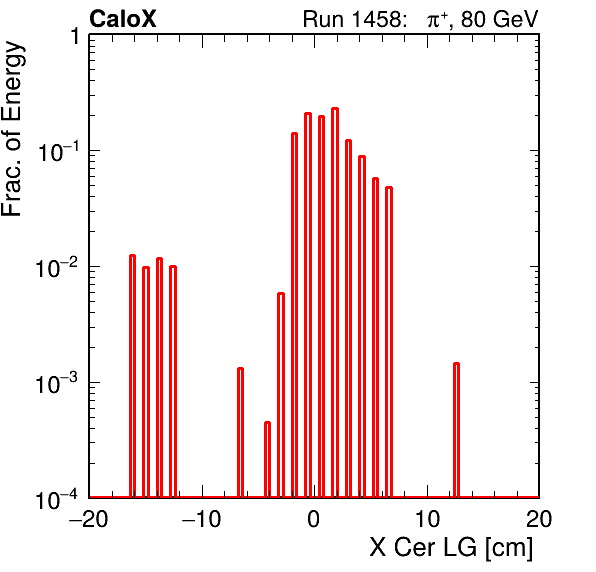 CaloX Run 1458: π⁺, 80 GeV
Frac. of Energy
1
10⁻¹
10⁻²
10⁻³
10⁻⁴
−20 −10 0 10 20
X Cer LG [cm]